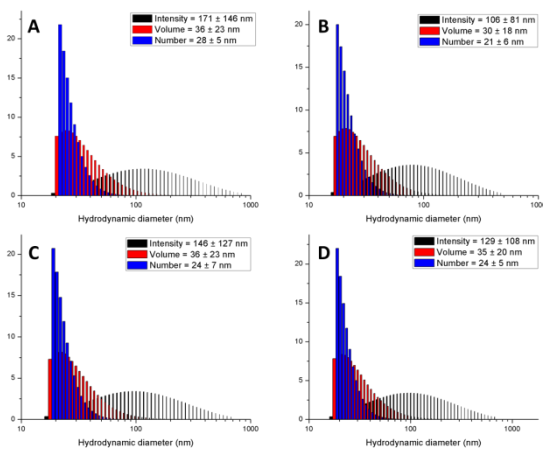 A
Intensity = 171 ± 146 nm
Volume = 36 ± 23 nm
Number = 28 ± 5 nm
20
15
10
5
0
10 100 1000
Hydrodynamic diameter (nm)
B
Intensity = 106 ± 81 nm
Volume = 30 ± 18 nm
Number = 21 ± 6 nm
20
15
10
5
0
10 100 1000
Hydrodynamic diameter (nm)
C
Intensity = 146 ± 127 nm
Volume = 36 ± 23 nm
Number = 24 ± 7 nm
20
15
10
5
0
10 100 1000
Hydrodynamic diameter (nm)
D
Intensity = 129 ± 108 nm
Volume = 35 ± 20 nm
Number = 24 ± 5 nm
20
15
10
5
0
10 100 1000
Hydrodynamic diameter (nm)